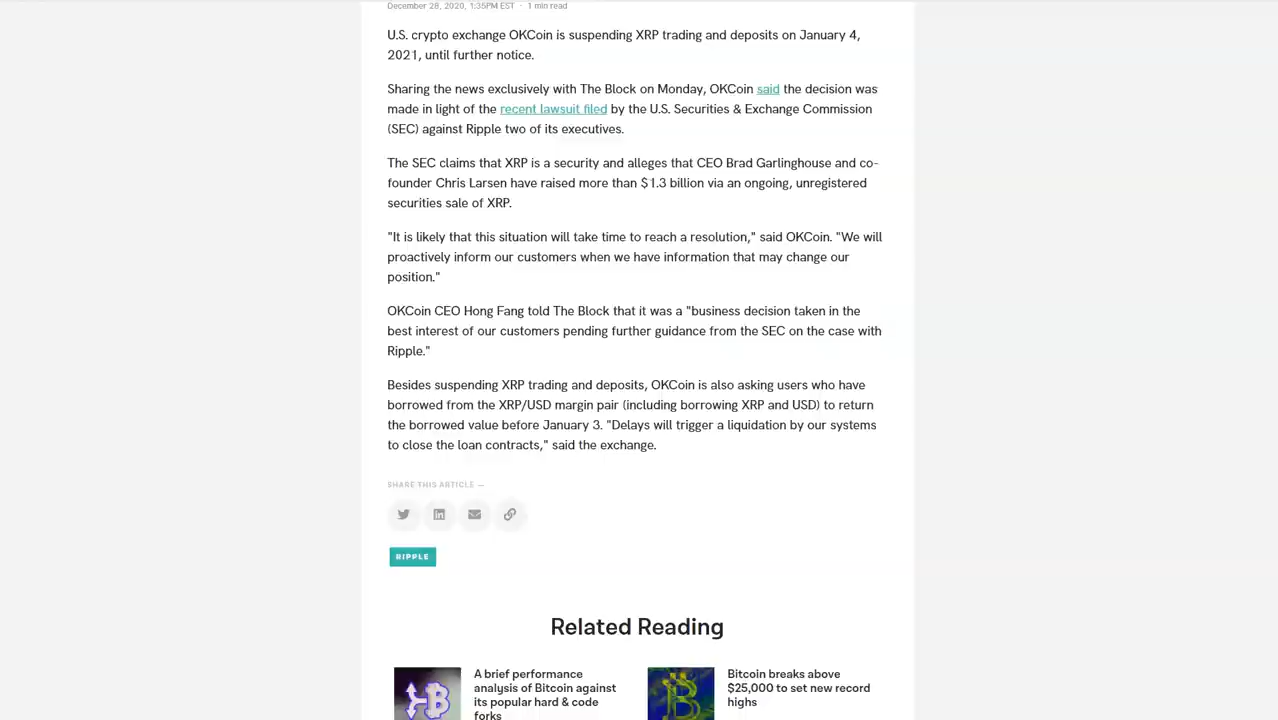 December 28, 2020, 1:35PM EST · 1 min read
U.S. crypto exchange OKCoin is suspending XRP trading and deposits on January 4,
2021, until further notice.
Sharing the news exclusively with The Block on Monday, OKCoin said the decision was
made in light of the recent lawsuit filed by the U.S. Securities & Exchange Commission
(SEC) against Ripple two of its executives.
The SEC claims that XRP is a security and alleges that CEO Brad Garlinghouse and co-
founder Chris Larsen have raised more than $1.3 billion via an ongoing, unregistered
securities sale of XRP.
"It is likely that this situation will take time to reach a resolution," said OKCoin. "We will
proactively inform our customers when we have information that may change our
position."
OKCoin CEO Hong Fang told The Block that it was a "business decision taken in the
best interest of our customers pending further guidance from the SEC on the case with
Ripple."
Besides suspending XRP trading and deposits, OKCoin is also asking users who have
borrowed from the XRP/USD margin pair (including borrowing XRP and USD) to return
the borrowed value before January 3. "Delays will trigger a liquidation by our systems
to close the loan contracts," said the exchange.
SHARE THIS ARTICLE —
RIPPLE
Related Reading
A brief performance
analysis of Bitcoin against
its popular hard & code
forks
Bitcoin breaks above
$25,000 to set new record
highs